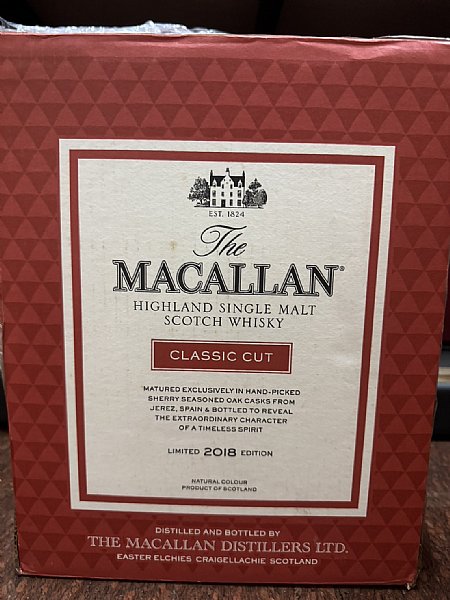 EST. 1824
The
MACALLAN®
HIGHLAND SINGLE MALT
SCOTCH WHISKY
CLASSIC CUT
MATURED EXCLUSIVELY IN HAND-PICKED
SHERRY SEASONED OAK CASKS FROM
JEREZ, SPAIN & BOTTLED TO REVEAL
THE EXTRAORDINARY CHARACTER
OF A TIMELESS SPIRIT
LIMITED 2018 EDITION
NATURAL COLOUR
PRODUCT OF SCOTLAND
DISTILLED AND BOTTLED BY
THE MACALLAN DISTILLERS LTD.
EASTER ELCHIES CRAIGELLACHIE SCOTLAND